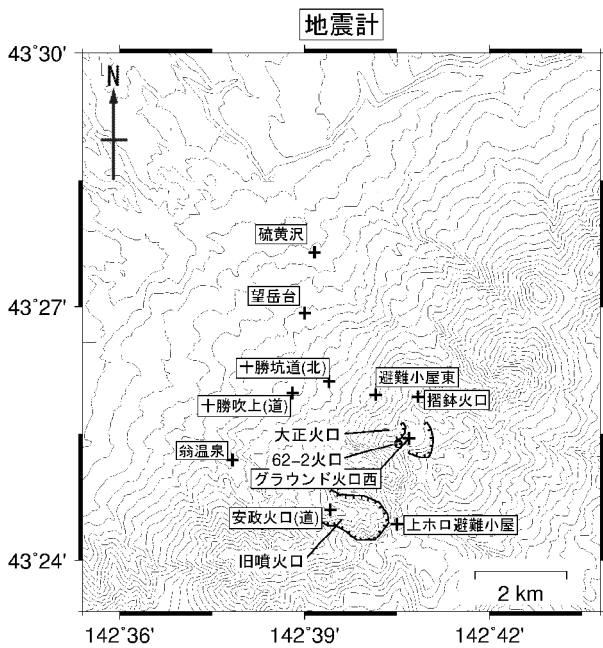 地震計
43°30'
N
硫黄沢
43°27'
望岳台
十勝坑道(北)
避難小屋東
十勝吹上(道)
摺鉢火口
大正火口
翁温泉
62-2火口
グラウンド火口西
安政火口(道)
上ホロ避難小屋
旧噴火口
43°24'
2 km
142°36'
142°39'
142°42'